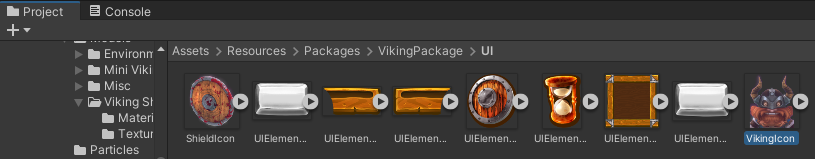 Project
Console
Assets > Resources > Packages > VikingPackage > UI
Environm
Mini Viki
Misc
Viking Sh
Materi
Textur
Particles
ShieldIcon
UIElemen...
UIElemen...
UIElemen...
UIElemen...
UIElemen...
UIElemen...
UIElemen...
VikingIcon